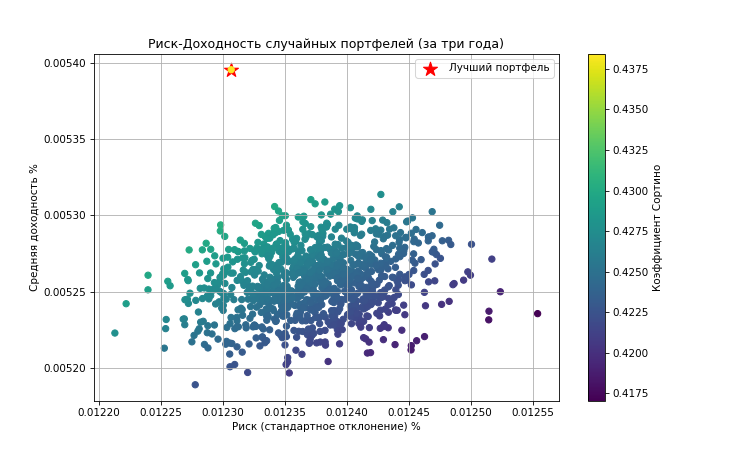 Риск-Доходность случайных портфелей (за три года)
Лучший портфель
Средняя доходность %
0.00540
0.00535
0.00530
0.00525
0.00520
0.01220 0.01225 0.01230 0.01235 0.01240 0.01245 0.01250 0.01255
Риск (стандартное отклонение) %
0.4375
0.4350
0.4325
0.4300
0.4275
0.4250
0.4225
0.4200
0.4175
Коэффициент Сортино